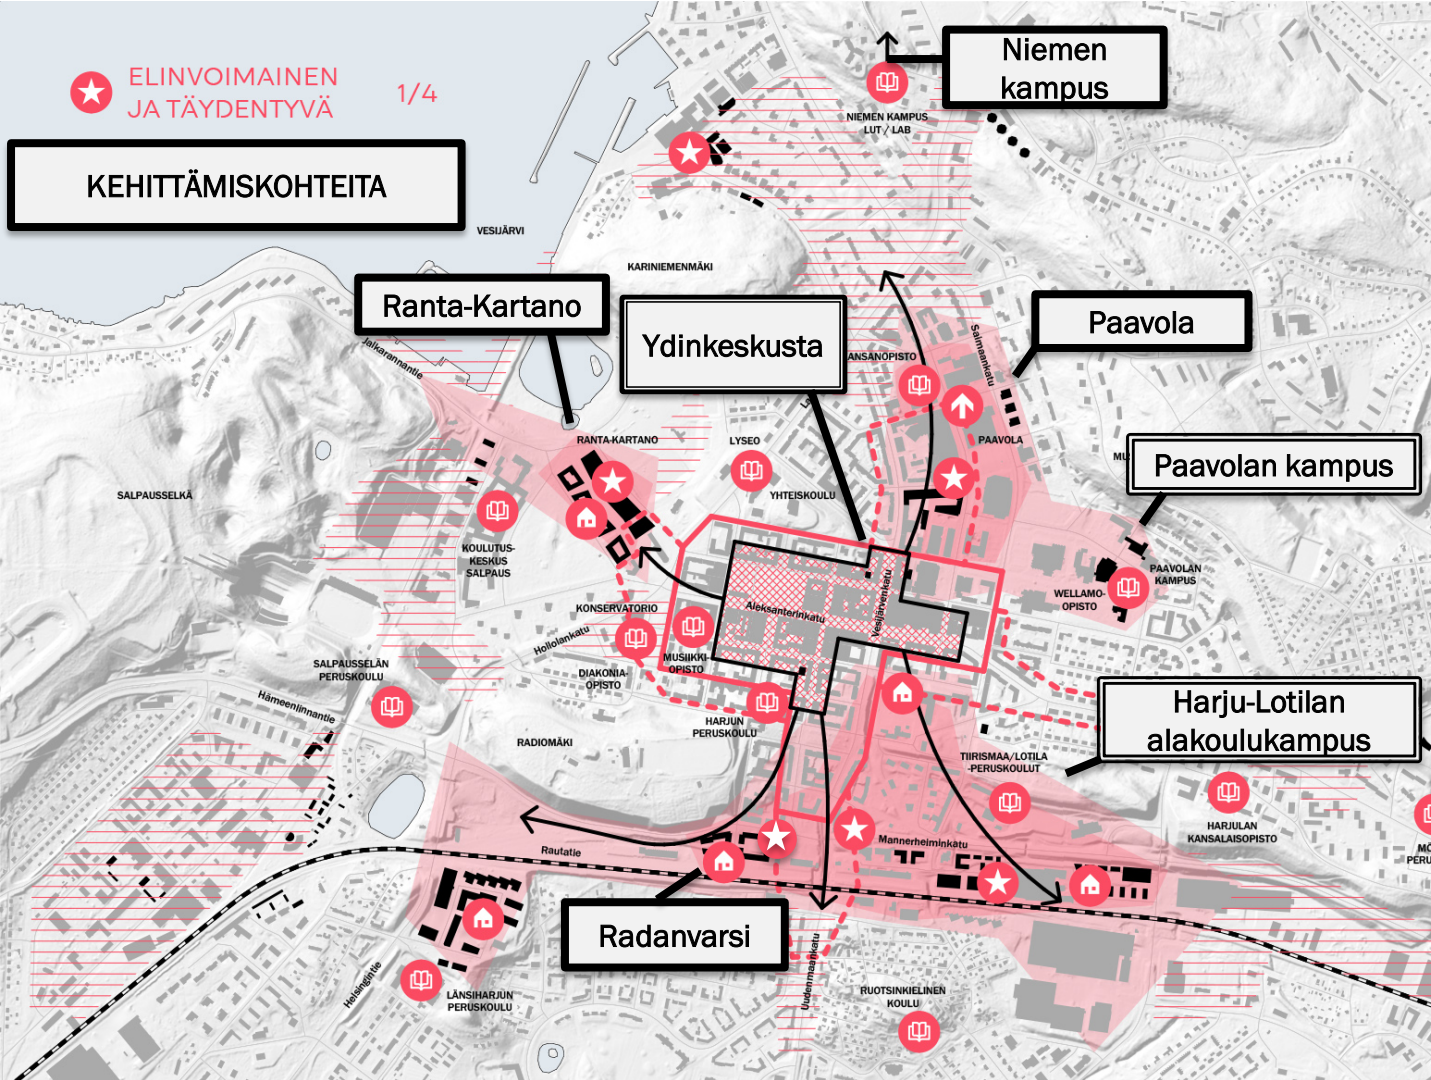 ELINVOIMAINEN
JA TÄYDENTYVÄ
1/4
KEHITTÄMISKOHTEITA
Niemen
kampus
NIEMEN KAMPUS
LUT / LAB
VESIJÄRVI
KARINIEMENMÄKI
Ranta-Kartano
Ydinkeskusta
Paavola
Jalkarannantie
ANSANOPISTO
Salmaankatu
RANTA-KARTANO
LYSEO
PAAVOLA
Paavolan kampus
SALPAUSSELKÄ
YHTEISKOULU
KOULUTUS-
KESKUS
SALPAUS
PAAVOLAN
KAMPUS
WELLAMO-
OPISTO
KONSERVATORIO
Aleksanterinkatu
Vesijärvenkatu
Hollolankatu
MUSIIKKI-
OPISTO
SALPAUSSELÄN
PERUSKOULU
DIAKONIA-
OPISTO
Hämeenlinnantie
HARJUN
PERUSKOULU
Harju-Lotilan
alakoulukampus
RADIOMÄKI
TIIRISMAA/LOTILA
-PERUSKOULUT
HARJULAN
KANSALAISOPISTO
Rautatie
Mannerheiminkatu
Radanvarsi
Helsingintie
Uudenmaankatu
LÄNSIHARJUN
PERUSKOULU
RUOTSINKIELINEN
KOULU